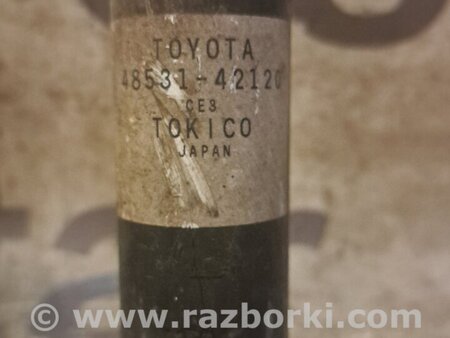 TOYOTA
48531-42120
CE3
TOKICO
JAPAN
© www.razborki.com